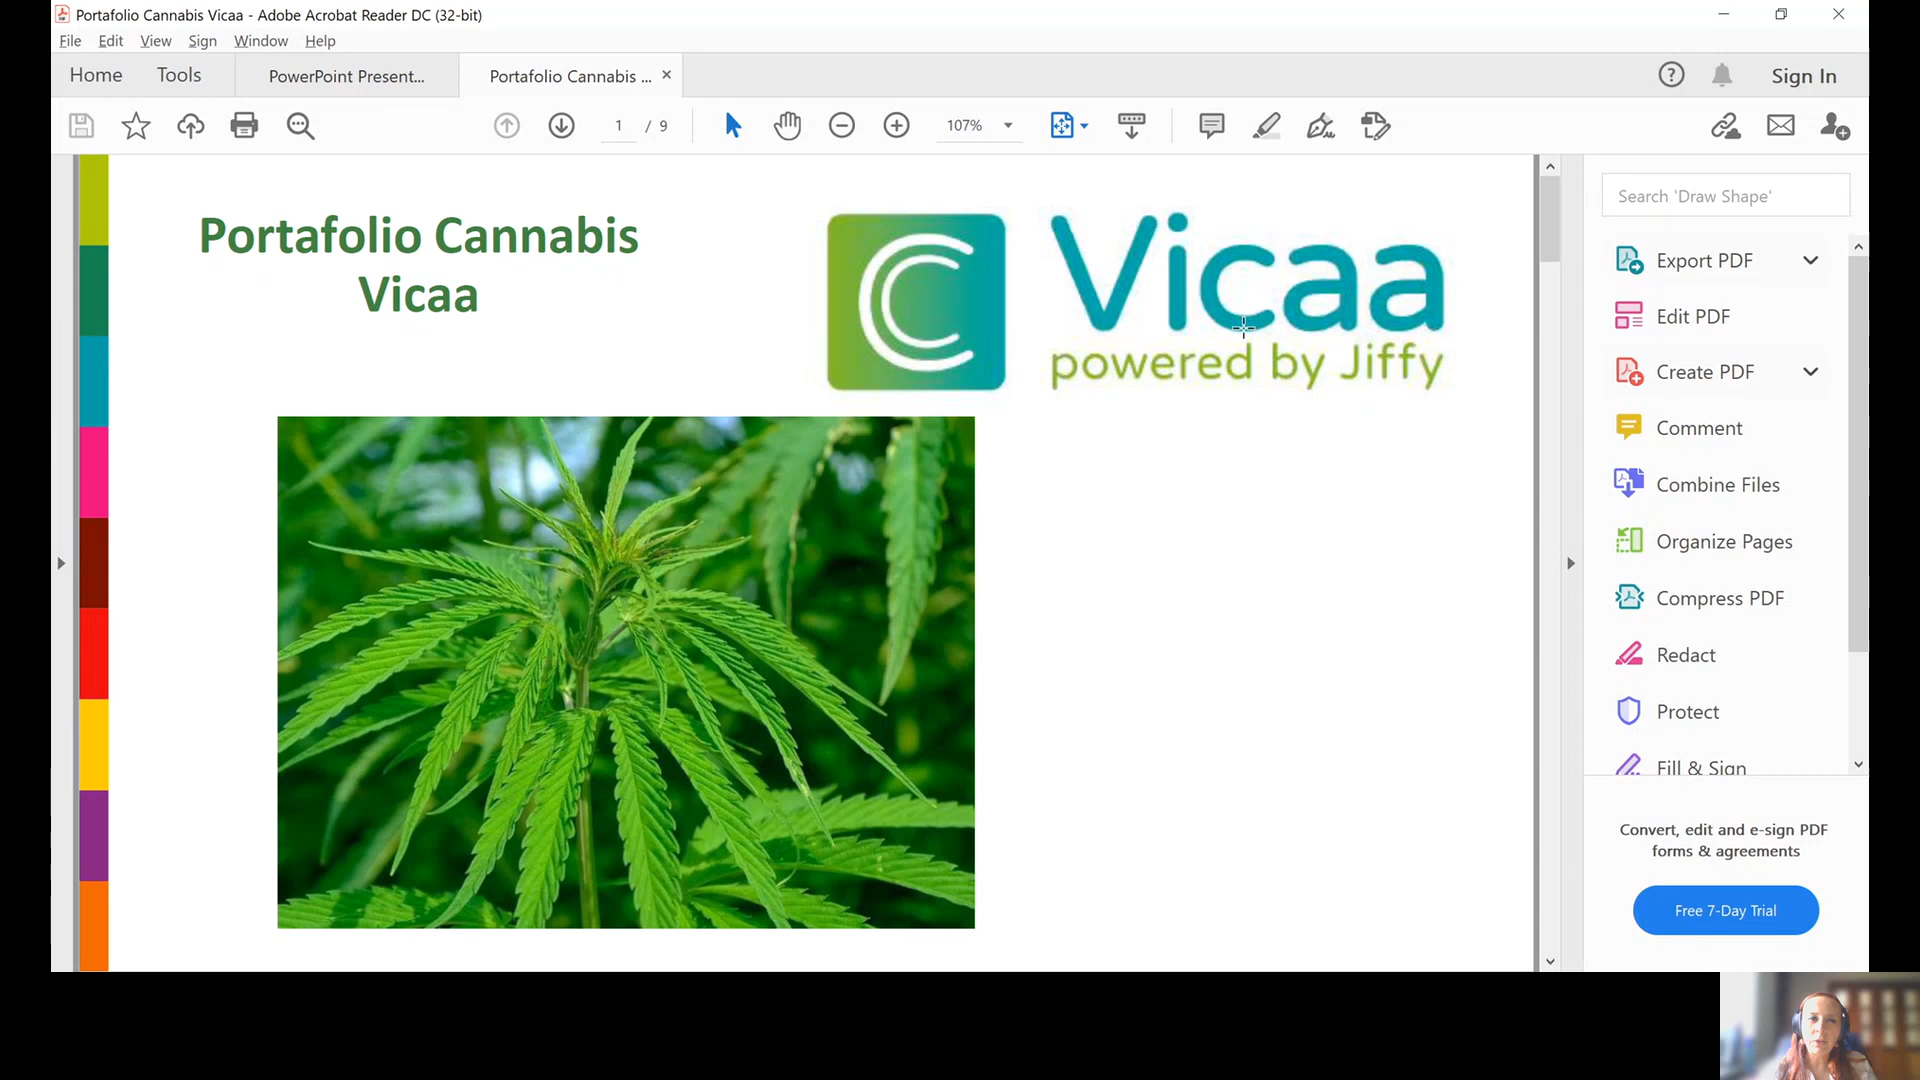 Portafolio Cannabis Vicaa - Adobe Acrobat Reader DC (32-bit)
File Edit View Sign Window Help
Home Tools PowerPoint Present... Portafolio Cannabis ... Sign In
1 / 9 107%
Portafolio Cannabis
Vicaa
Vicaa
powered by Jiffy
Search 'Draw Shape'
Export PDF
Edit PDF
Create PDF
Comment
Combine Files
Organize Pages
Compress PDF
Redact
Protect
Fill & Sign
Convert, edit and e-sign PDF
forms & agreements
Free 7-Day Trial